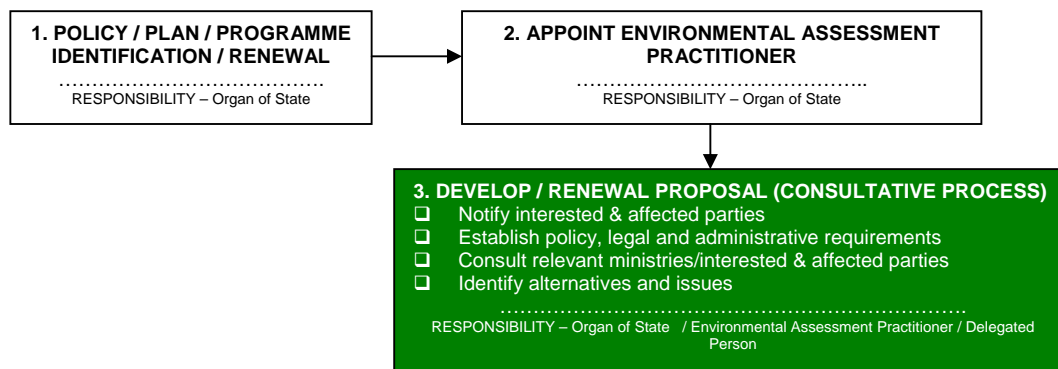 1. POLICY / PLAN / PROGRAMME
IDENTIFICATION / RENEWAL
…………………………………
RESPONSIBILITY – Organ of State
2. APPOINT ENVIRONMENTAL ASSESSMENT
PRACTITIONER
……………………………………..
RESPONSIBILITY – Organ of State
3. DEVELOP / RENEWAL PROPOSAL (CONSULTATIVE PROCESS)
❑ Notify interested & affected parties
❑ Establish policy, legal and administrative requirements
❑ Consult relevant ministries/interested & affected parties
❑ Identify alternatives and issues
…………………………………………………………….
RESPONSIBILITY – Organ of State / Environmental Assessment Practitioner / Delegated
Person